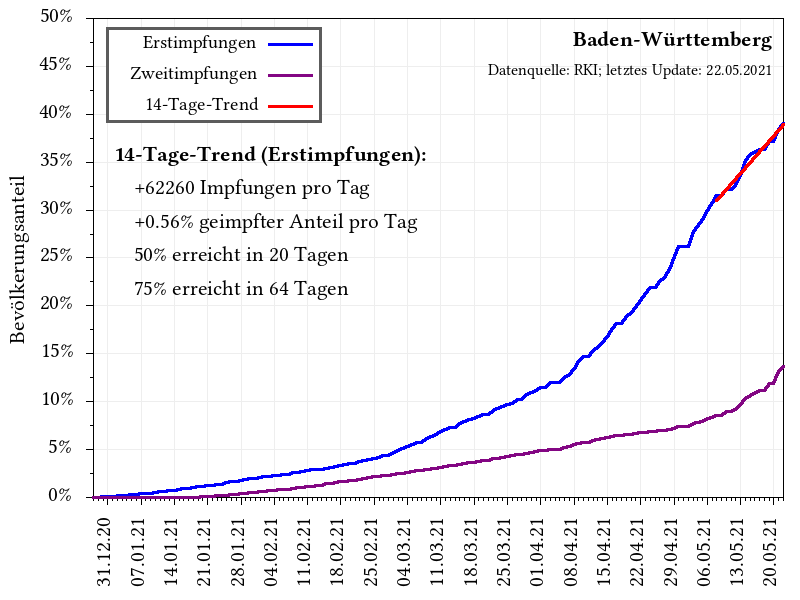 Baden-Württemberg
Datenquelle: RKI; letztes Update: 22.05.2021
Erstimpfungen
Zweitimpfungen
14-Tage-Trend
14-Tage-Trend (Erstimpfungen):
+62260 Impfungen pro Tag
+0.56% geimpfter Anteil pro Tag
50% erreicht in 20 Tagen
75% erreicht in 64 Tagen
Bevölkerungsanteil
50%
45%
40%
35%
30%
25%
20%
15%
10%
5%
0%
31.12.20
07.01.21
14.01.21
21.01.21
28.01.21
04.02.21
11.02.21
18.02.21
25.02.21
04.03.21
11.03.21
18.03.21
25.03.21
01.04.21
08.04.21
15.04.21
22.04.21
29.04.21
06.05.21
13.05.21
20.05.21